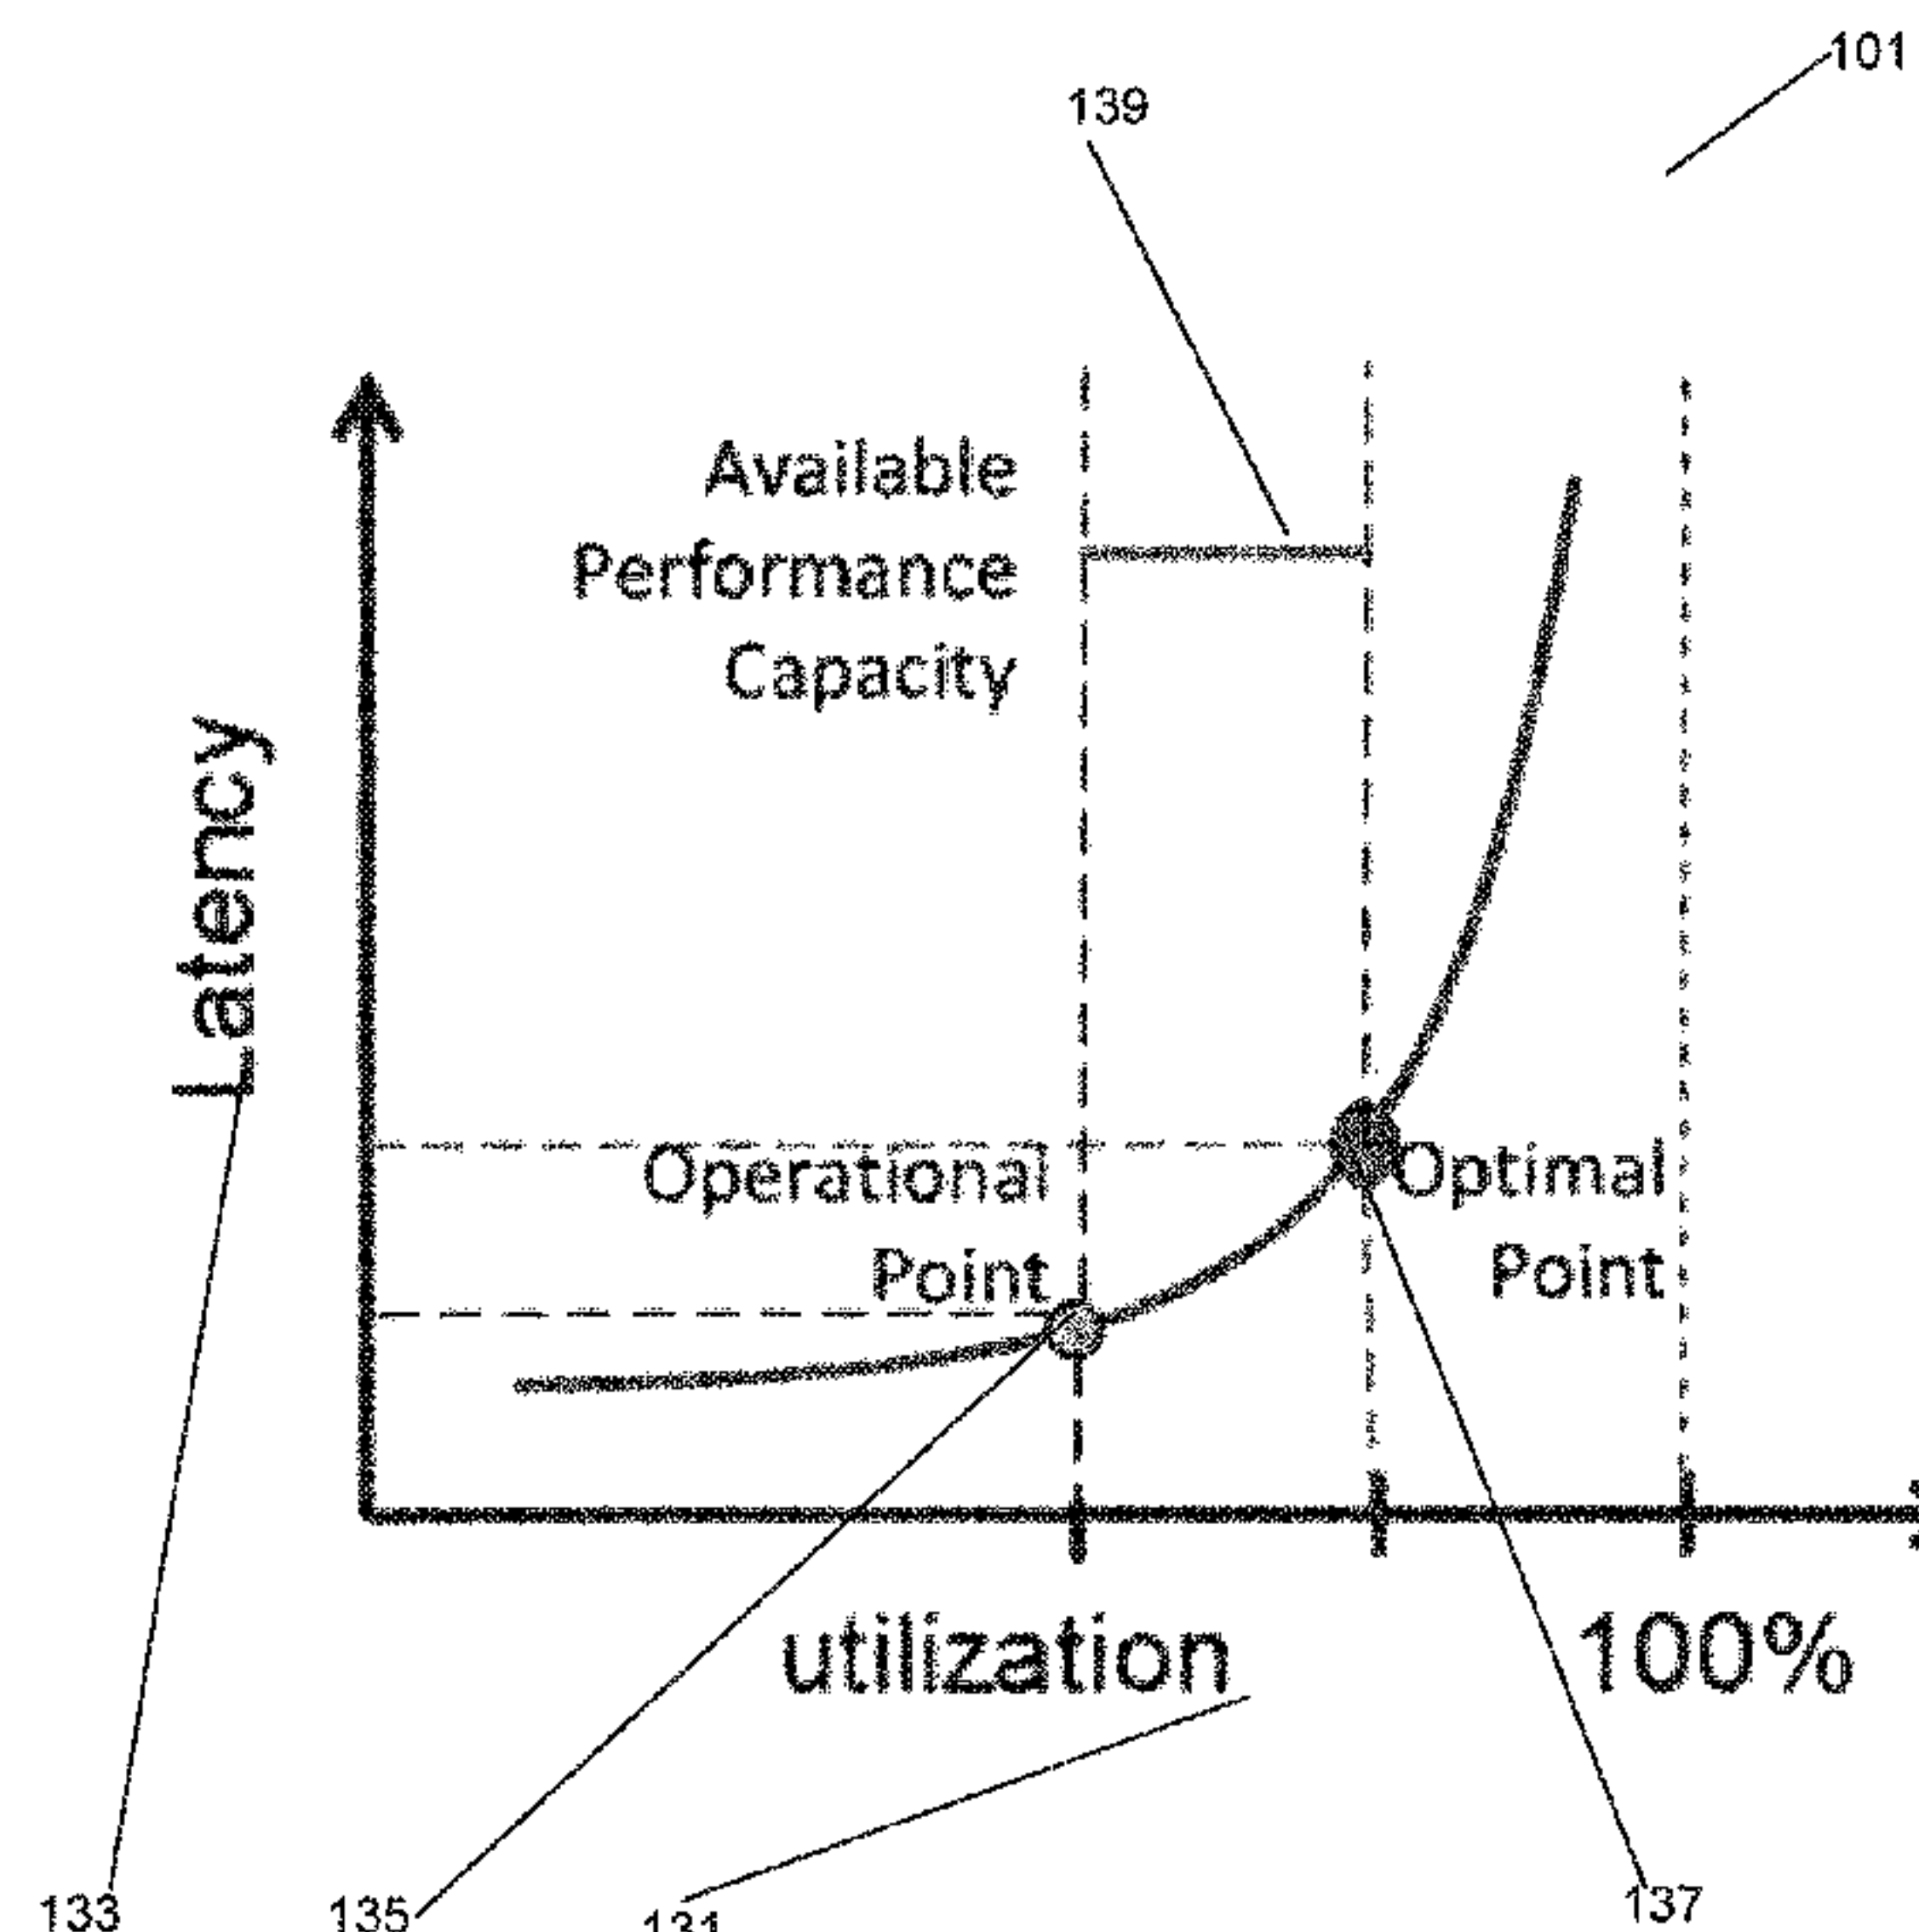 101
139
Available
Performance
Capacity
Latency
Operational
Point
Optimal
Point
utilization
100%
133
135
131
137